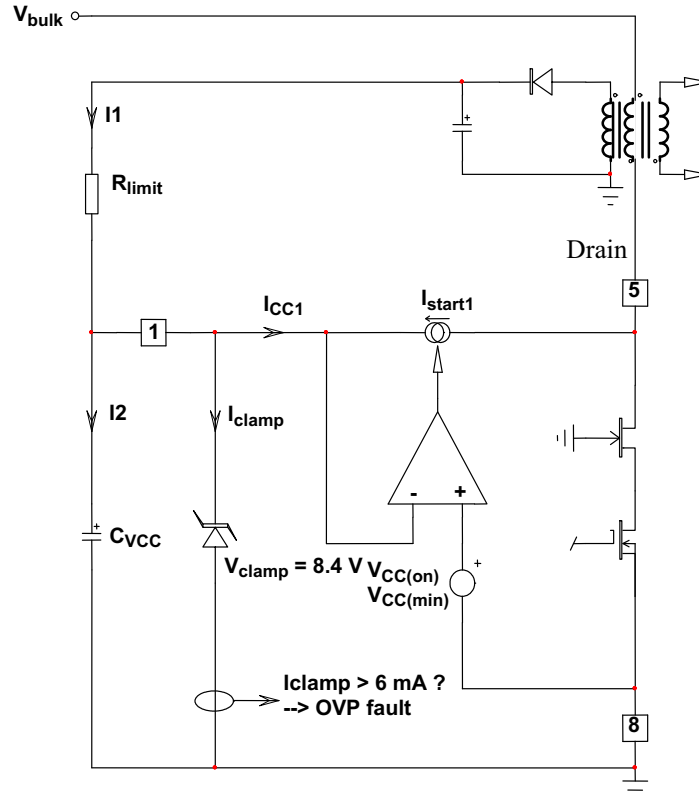 Vbulk
I1
Rlimit
Drain
5
ICC1
Istart1
1
I2
Iclamp
- +
CVCC
Vclamp = 8.4 V
VCC(on)
VCC(min)
+
+
+
Iclamp > 6 mA ?
--> OVP fault
8